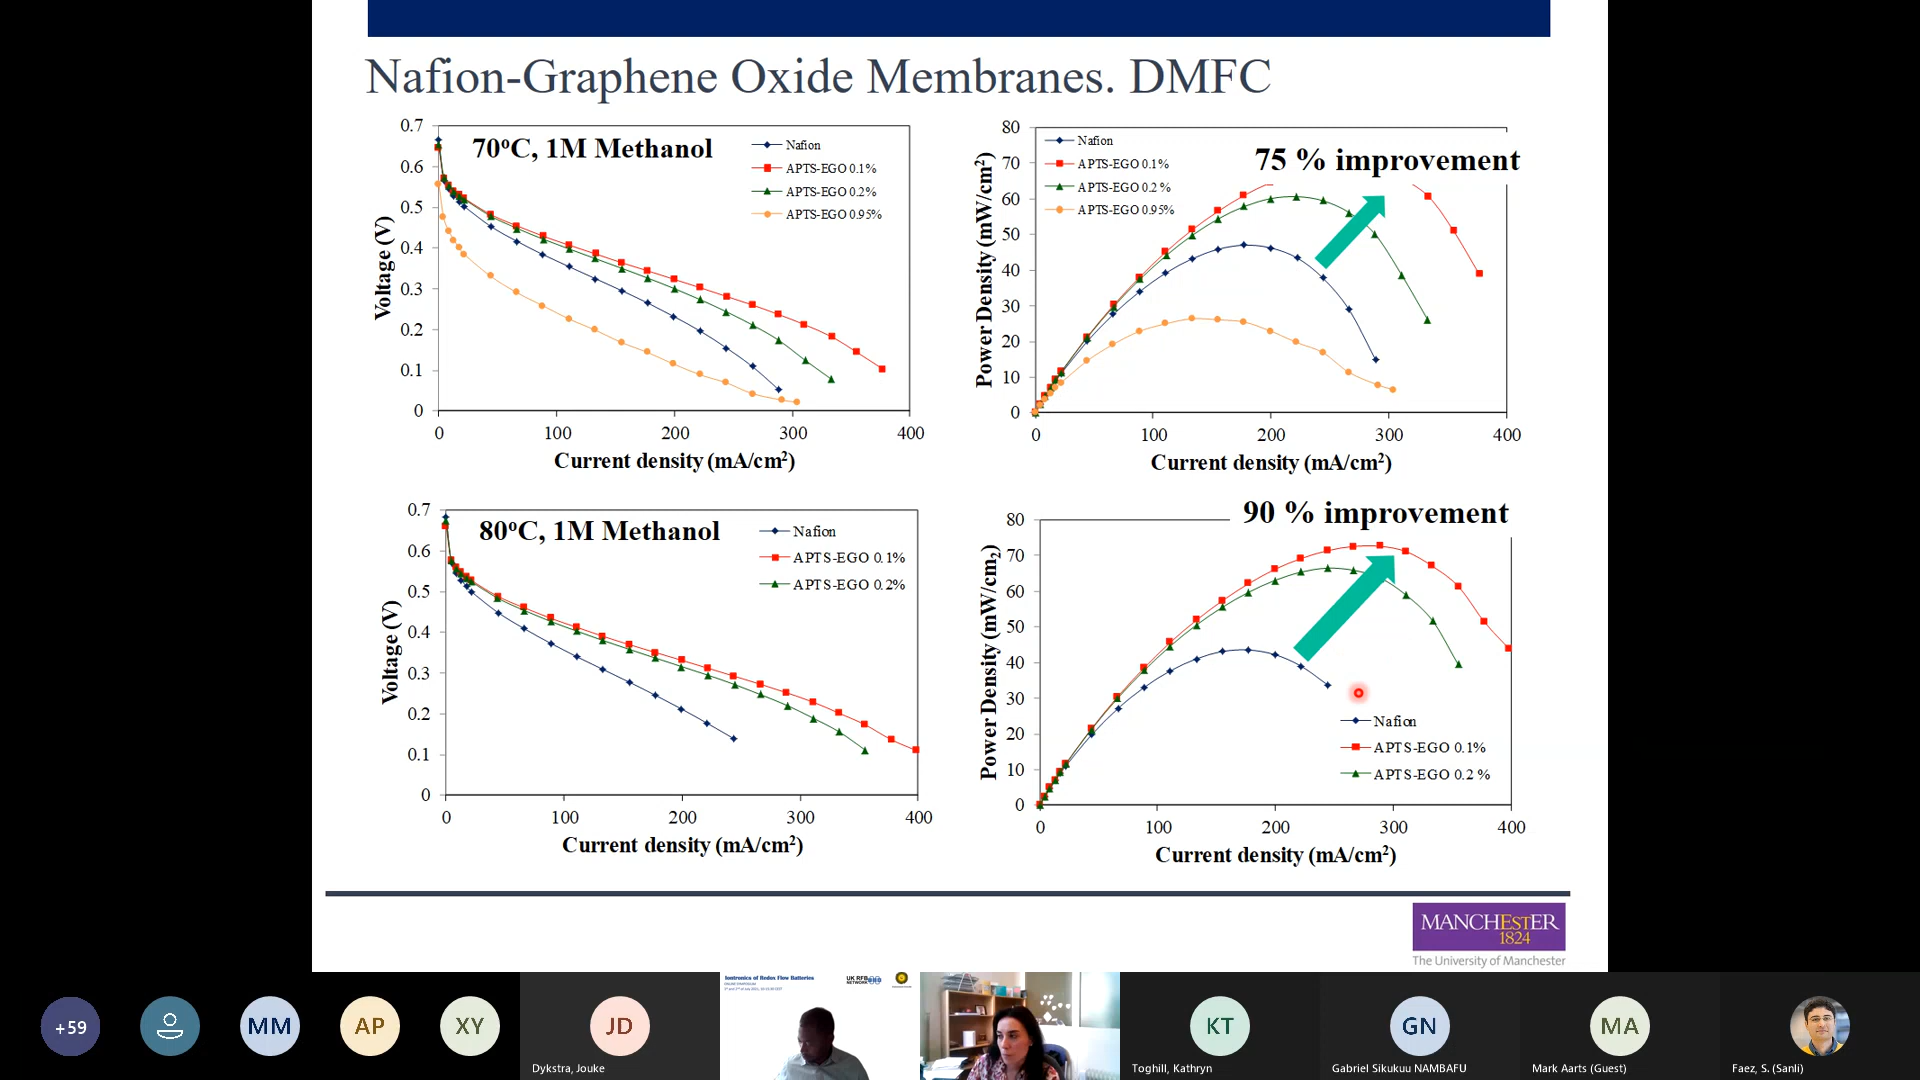 Nafion-Graphene Oxide Membranes. DMFC
70°C, 1M Methanol
Nafion
APTS-EGO 0.1%
APTS-EGO 0.2%
APTS-EGO 0.95%
Voltage (V)
0.7
0.6
0.5
0.4
0.3
0.2
0.1
0
0 100 200 300 400
Current density (mA/cm²)
75 % improvement
Nafion
APTS-EGO 0.1%
APTS-EGO 0.2 %
APTS-EGO 0.95%
Power Density (mW/cm²)
80
70
60
50
40
30
20
10
0
0 100 200 300 400
Current density (mA/cm²)
80°C, 1M Methanol
Nafion
APTS-EGO 0.1%
APTS-EGO 0.2%
Voltage (V)
0.7
0.6
0.5
0.4
0.3
0.2
0.1
0
0 100 200 300 400
Current density (mA/cm²)
90 % improvement
Power Density (mW/cm₂)
80
70
60
50
40
30
20
10
0
Nafion
APTS-EGO 0.1%
APTS-EGO 0.2 %
0 100 200 300 400
Current density (mA/cm²)
MANCHESTER
1824
The University of Manchester
+59
MM
AP
XY
JD
Dykstra, Jouke
Iontronics of Redox Flow Batteries
UK RFB
NETWORK
KT
Toghill, Kathryn
GN
Gabriel Sikukuu NAMBAFU
MA
Mark Aarts (Guest)
Faez, S. (Sanli)